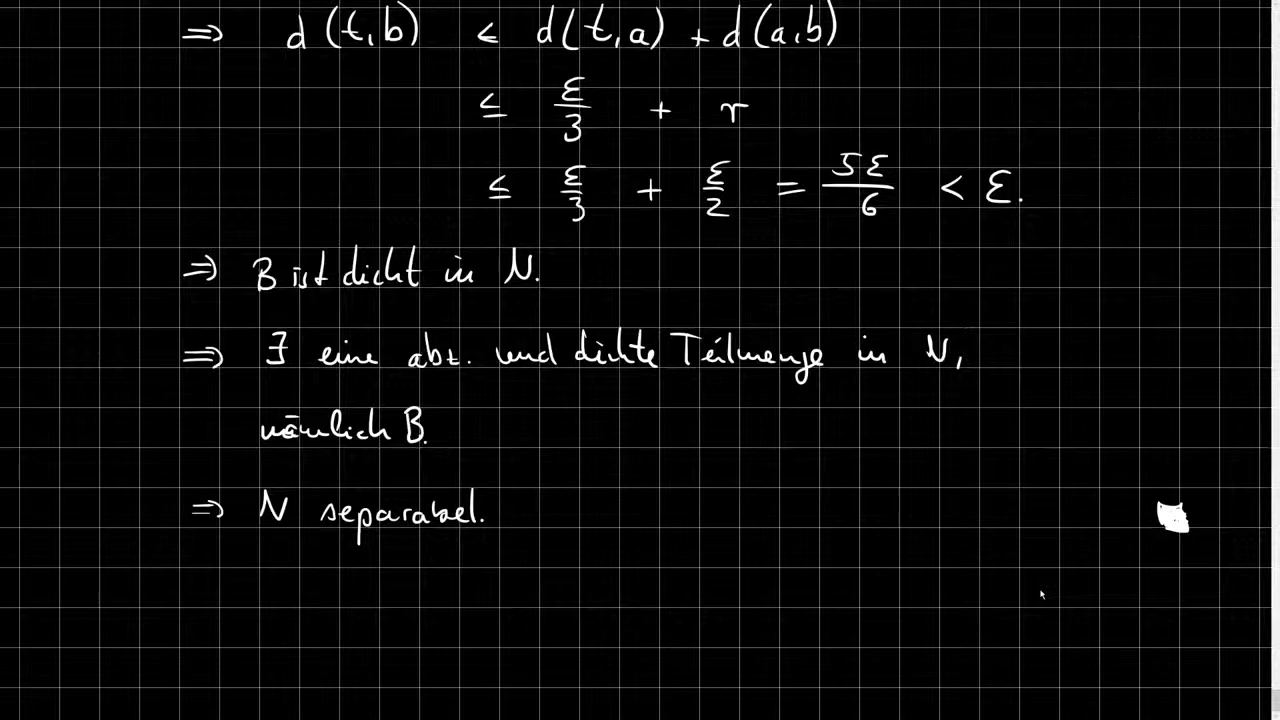 ⇒ d(t,b) ≤ d(t,a) + d(a,b)
≤ ε/3 + r
≤ ε/3 + ε/2 = 5ε/6 < ε.
⇒ B ist dicht in N.
⇒ ∃ eine abz. und dichte Teilmenge in N,
nämlich B.
⇒ N separabel.